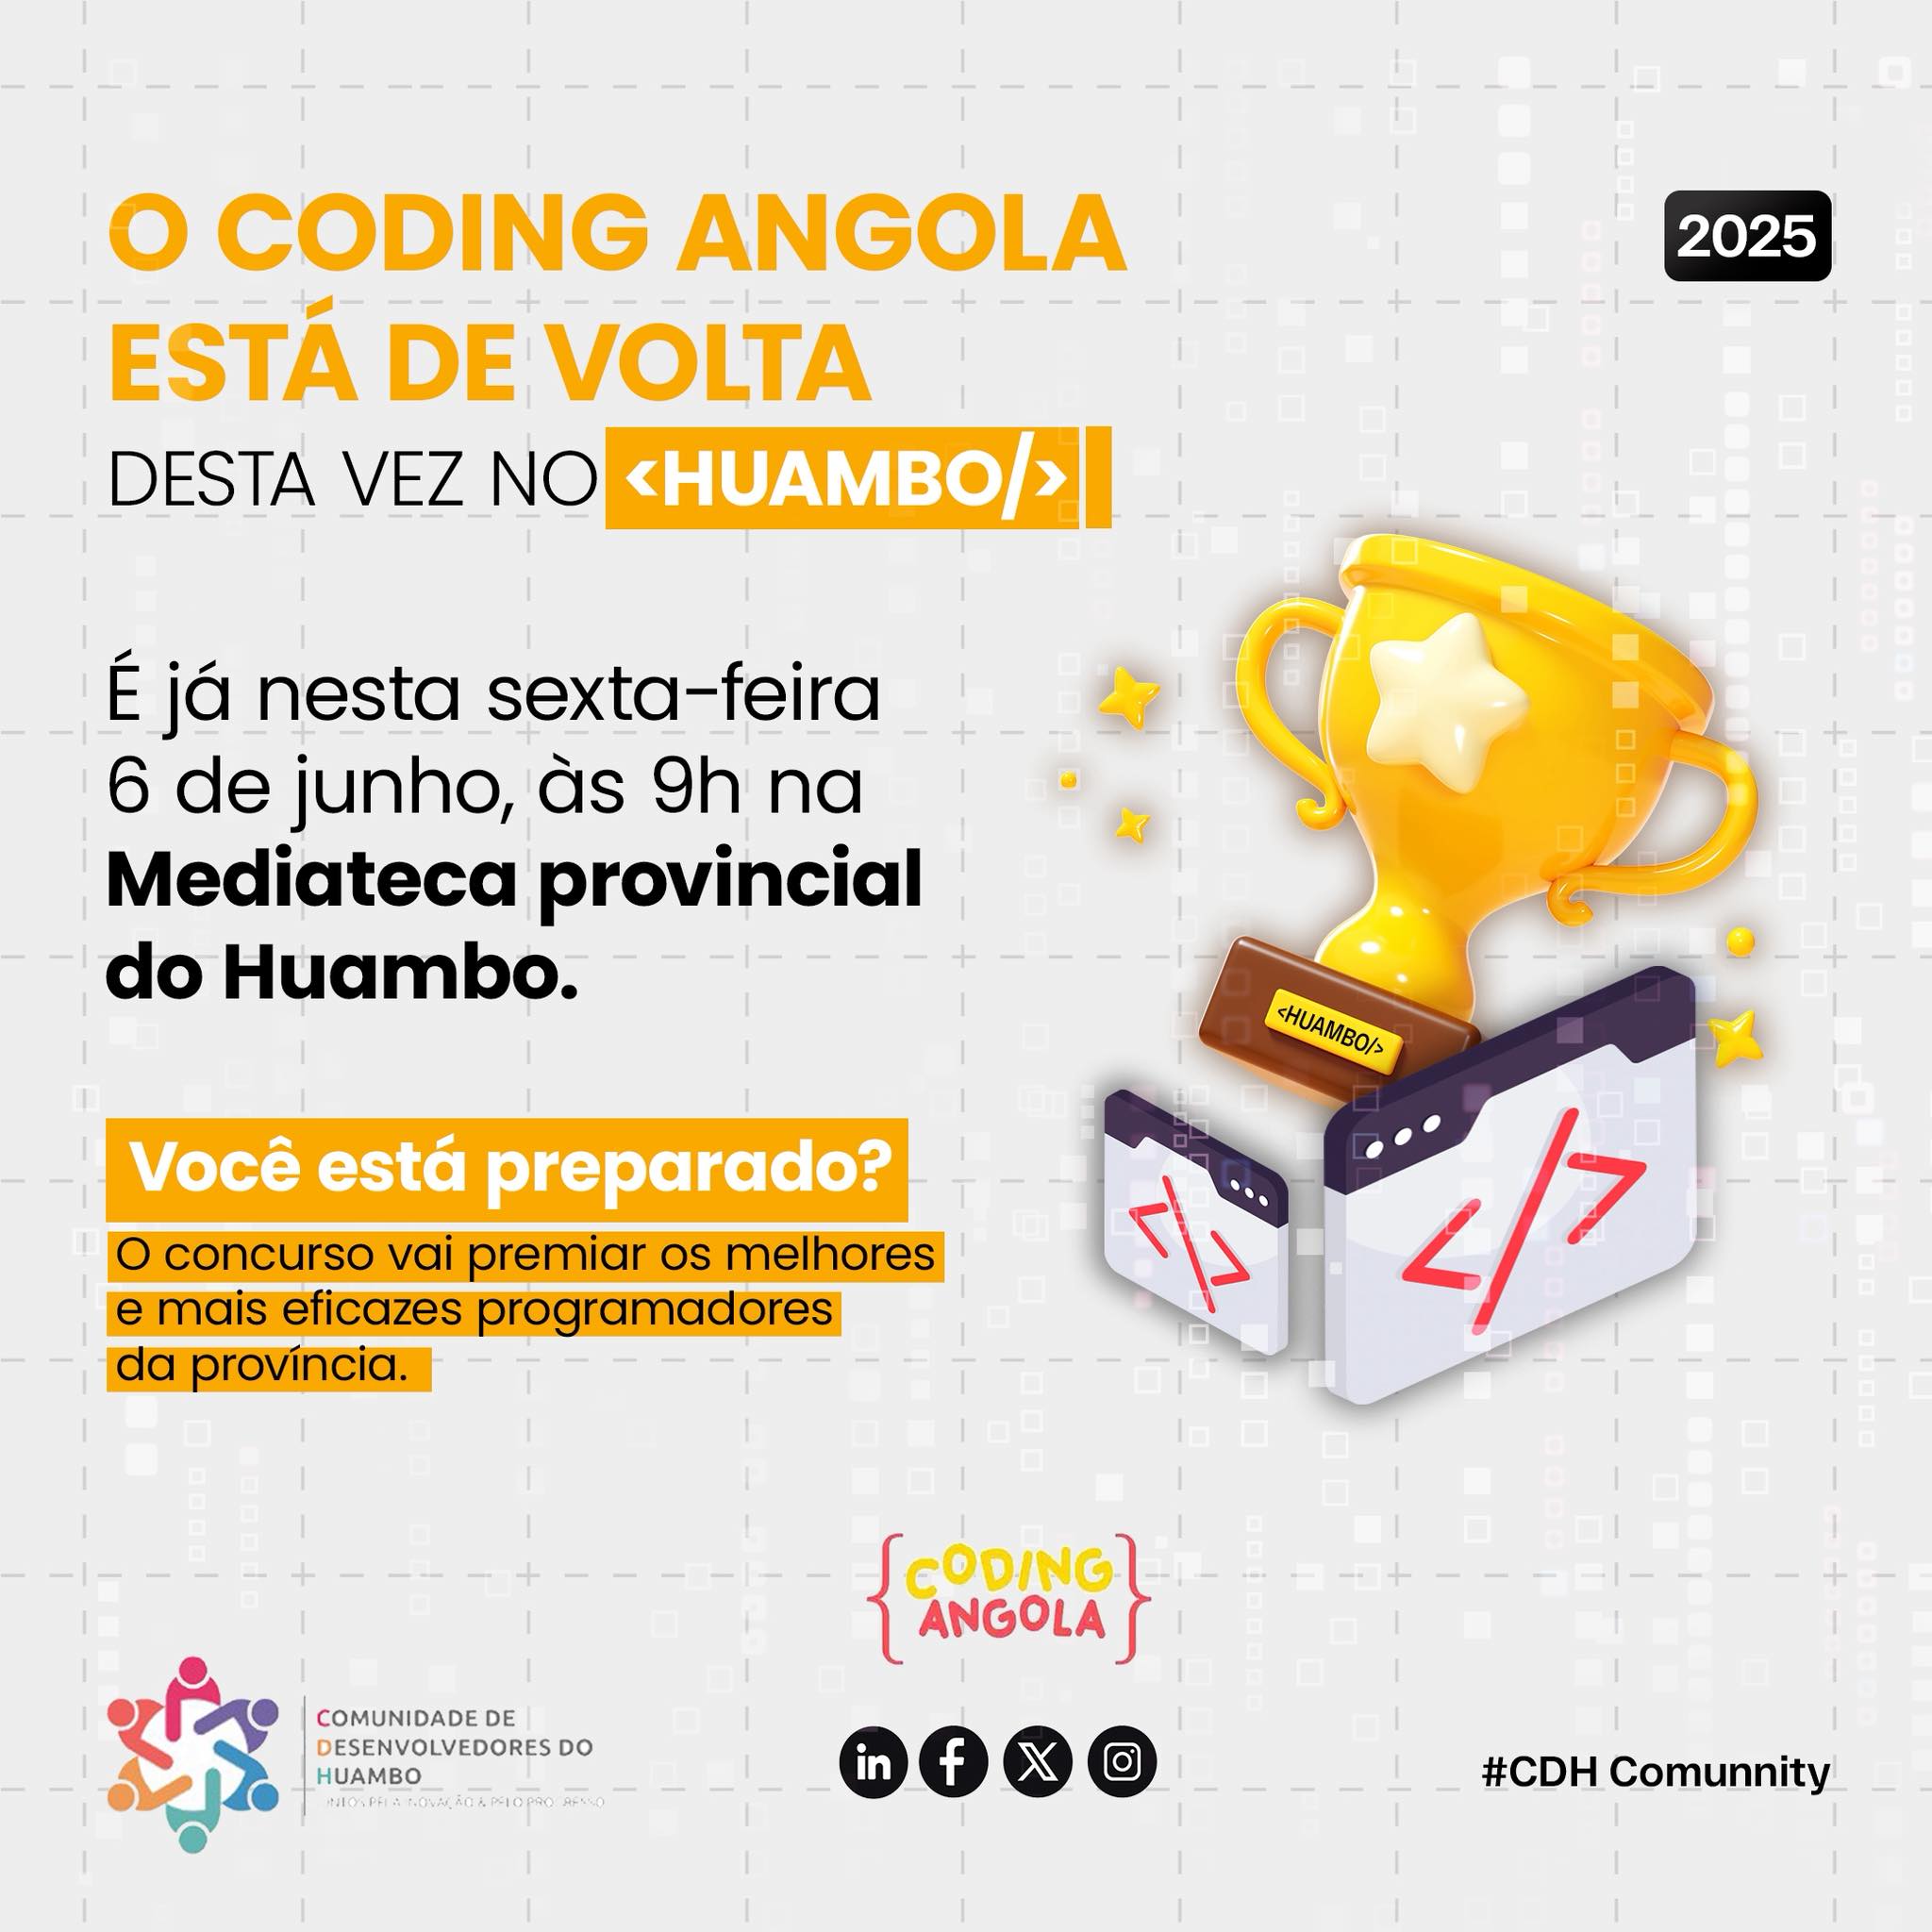 O CODING ANGOLA
2025
ESTÁ DE VOLTA
DESTA VEZ NO <HUAMBO/>
É já nesta sexta-feira
6 de junho, às 9h na
Mediateca provincial
do Huambo.
<HUAMBO/>
</>
</>
Você está preparado?
O concurso vai premiar os melhores
e mais eficazes programadores
da província.
{CODING
ANGOLA}
COMUNIDADE DE
DESENVOLVEDORES DO
HUAMBO
in f X
#CDH Comunnity